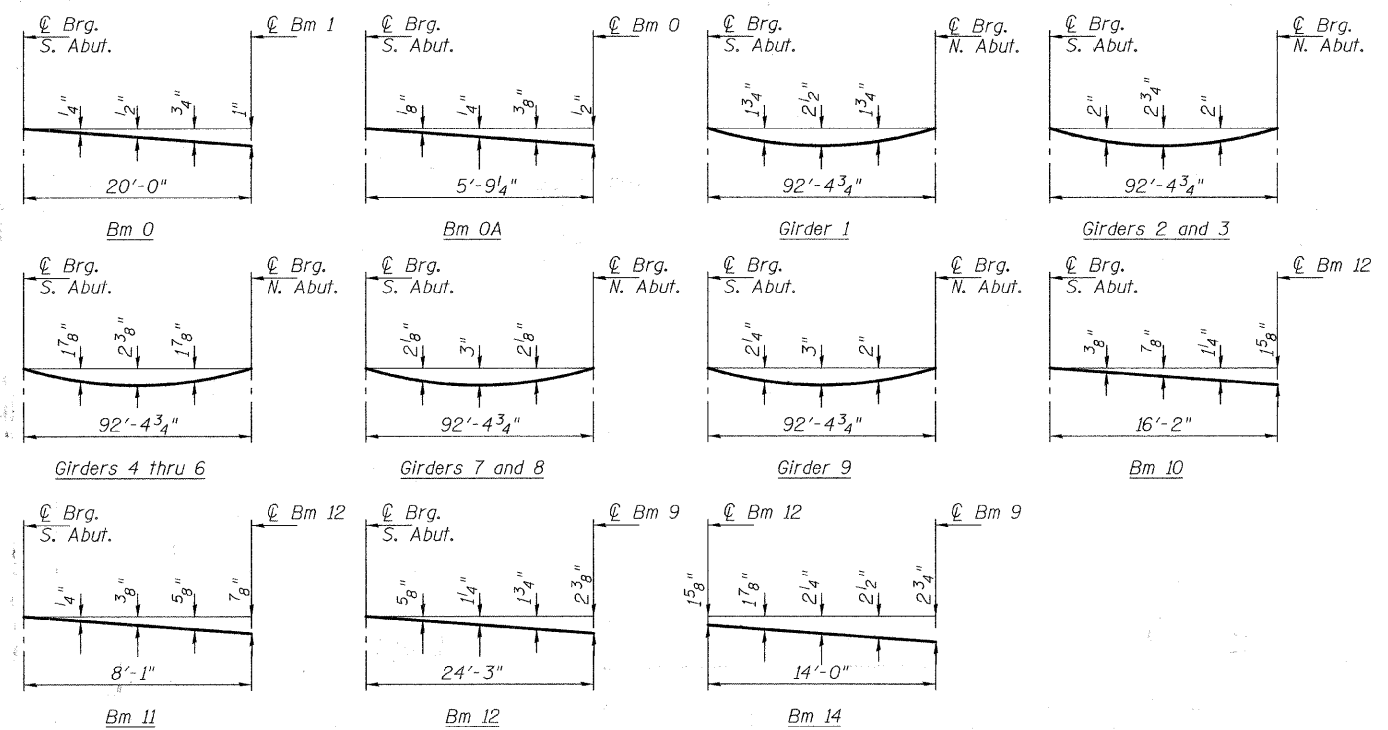 ℄ Brg.
S. Abut.
℄ Bm 1
1/4"
1/2"
3/4"
1"
20'-0"
Bm 0
℄ Brg.
S. Abut.
℄ Bm 0
1/8"
1/4"
3/8"
1/2"
5'-9 1/4"
Bm 0A
℄ Brg.
S. Abut.
℄ Brg.
N. Abut.
1 3/4"
2 1/2"
1 3/4"
92'-4 3/4"
Girder 1
℄ Brg.
S. Abut.
℄ Brg.
N. Abut.
2"
2 3/4"
2"
92'-4 3/4"
Girders 2 and 3
℄ Brg.
S. Abut.
℄ Brg.
N. Abut.
1 7/8"
2 3/8"
1 7/8"
92'-4 3/4"
Girders 4 thru 6
℄ Brg.
S. Abut.
℄ Brg.
N. Abut.
2 1/8"
3"
2 1/8"
92'-4 3/4"
Girders 7 and 8
℄ Brg.
S. Abut.
℄ Brg.
N. Abut.
2 1/4"
3"
2"
92'-4 3/4"
Girder 9
℄ Brg.
S. Abut.
℄ Bm 12
3/8"
7/8"
1 1/4"
1 5/8"
16'-2"
Bm 10
℄ Brg.
S. Abut.
℄ Bm 12
1/4"
3/8"
5/8"
7/8"
8'-1"
Bm 11
℄ Brg.
S. Abut.
℄ Bm 9
5/8"
1 1/4"
1 3/4"
2 3/8"
24'-3"
Bm 12
℄ Bm 12
℄ Bm 9
1 5/8"
1 7/8"
2 1/4"
2 1/2"
2 3/4"
14'-0"
Bm 14